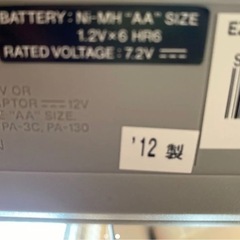 BATTERY: Ni-MH "AA" SIZE
1.2V×6 HR6
RATED VOLTAGE: 7.2V ⎓
V OR
PTOR ⎓ 12V
"AA" SIZE,
PA-3C, PA-130
'12 製